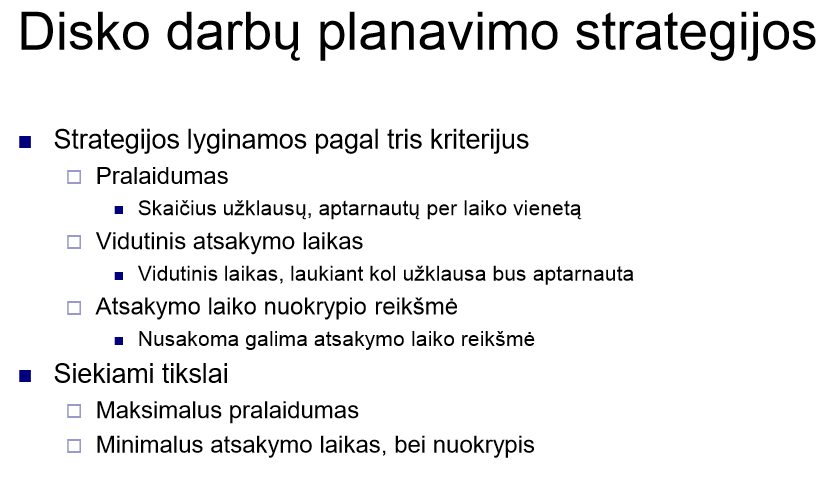 Disko darbų planavimo strategijos
Strategijos lyginamos pagal tris kriterijus
Pralaidumas
Skaičius užklausų, aptarnautų per laiko vienetą
Vidutinis atsakymo laikas
Vidutinis laikas, laukiant kol užklausa bus aptarnauta
Atsakymo laiko nuokrypio reikšmė
Nusakoma galima atsakymo laiko reikšmė
Siekiami tikslai
Maksimalus pralaidumas
Minimalus atsakymo laikas, bei nuokrypis